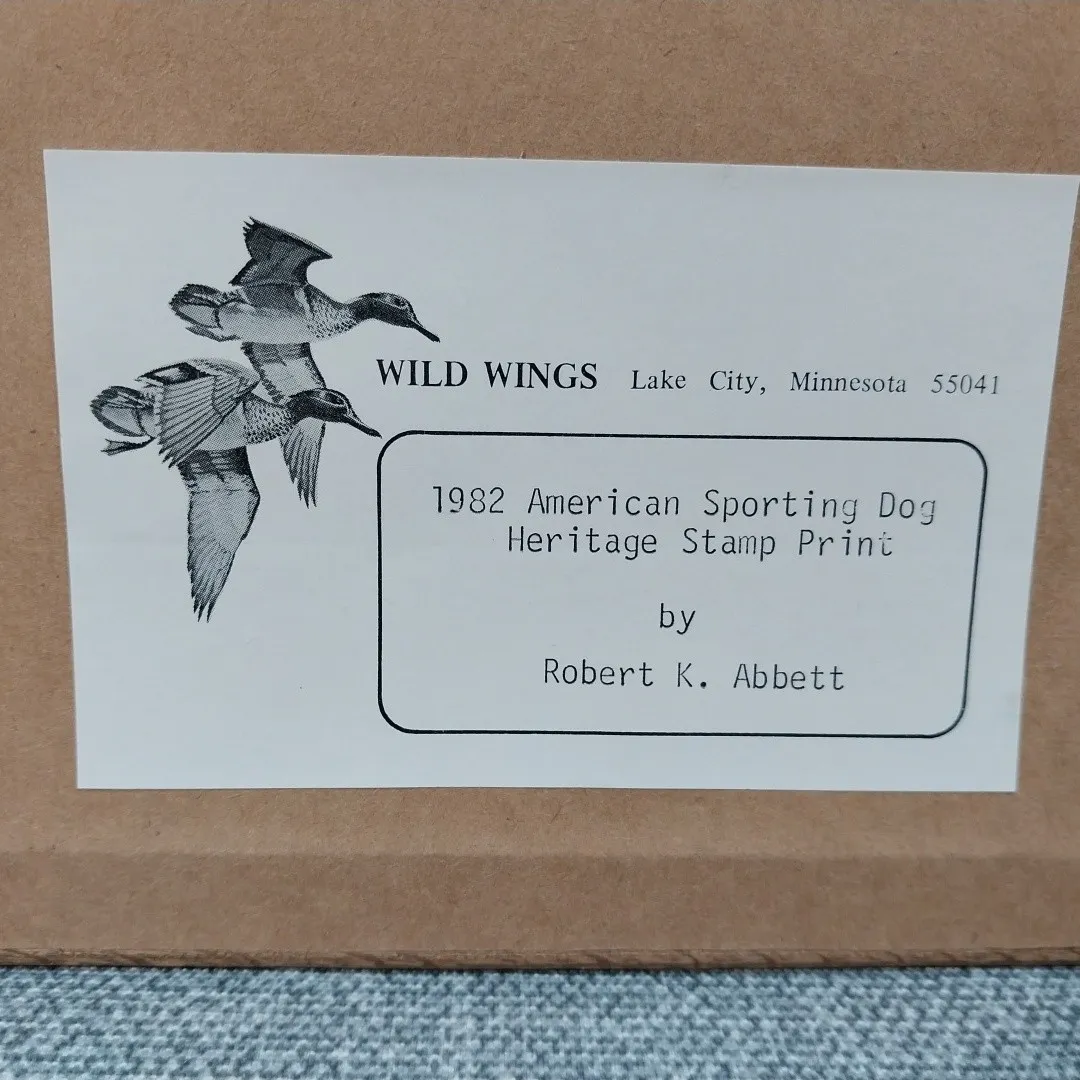 WILD WINGS Lake City, Minnesota 55041
1982 American Sporting Dog
Heritage Stamp Print
by
Robert K. Abbett